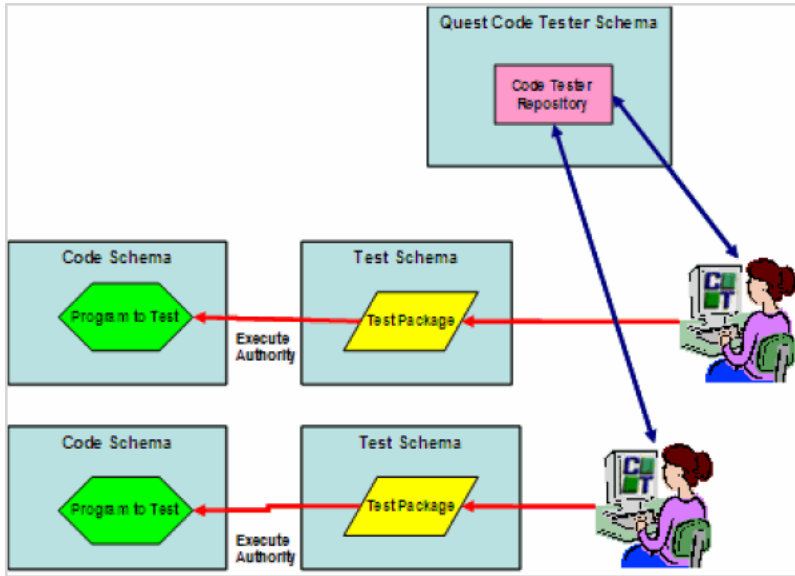 Quest Code Tester Schema
Code Tester
Repository
Code Schema
Test Schema
Program to Test
Execute
Authority
Test Package
C
T
Code Schema
Test Schema
Program to Test
Execute
Authority
Test Package
C
T